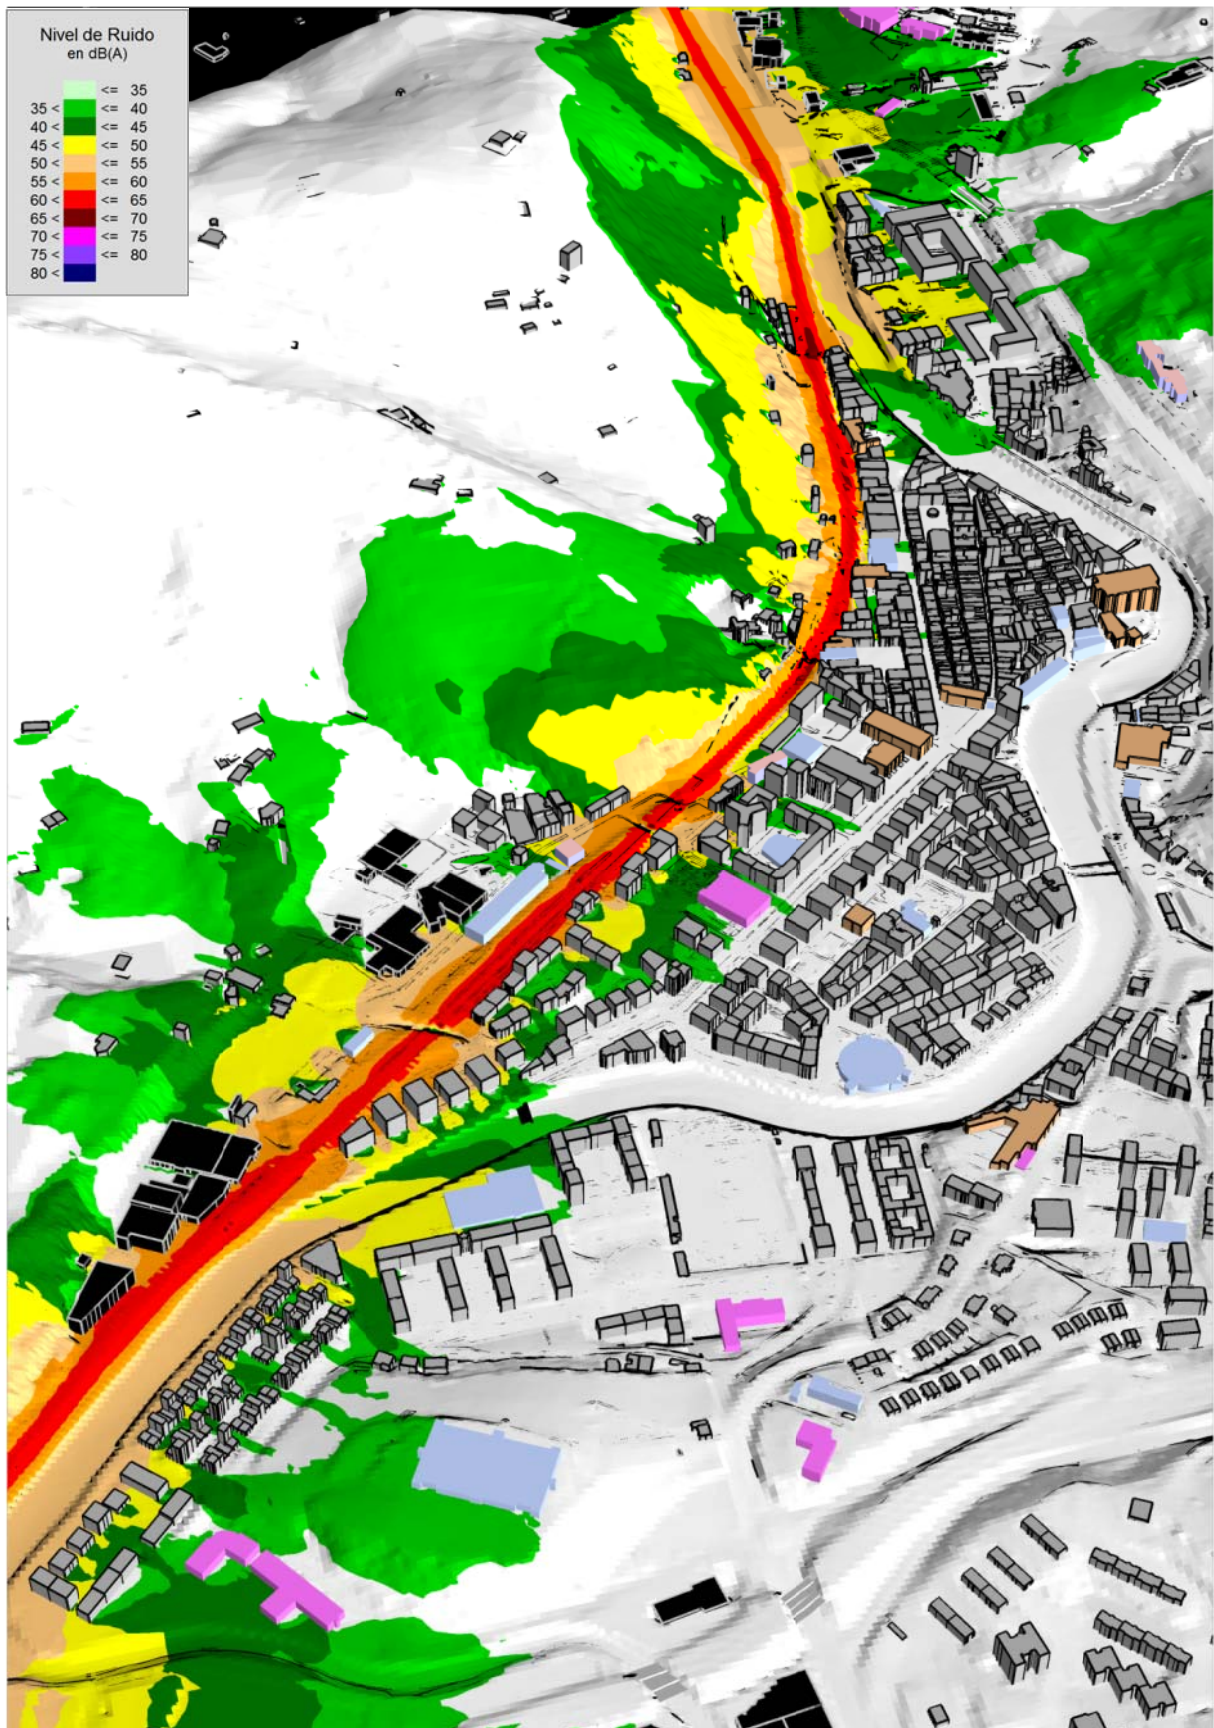 Nivel de Ruido
en dB(A)
<= 35
35 < <= 40
40 < <= 45
45 < <= 50
50 < <= 55
55 < <= 60
60 < <= 65
65 < <= 70
70 < <= 75
75 < <= 80
80 <